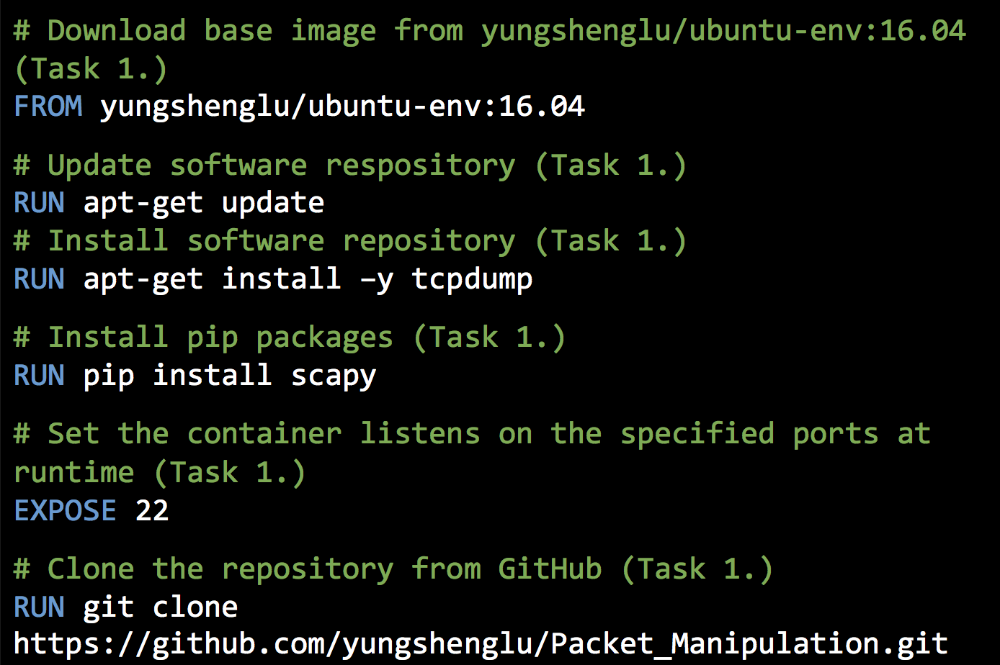 # Download base image from yungshenglu/ubuntu-env:16.04
(Task 1.)
FROM yungshenglu/ubuntu-env:16.04
# Update software respository (Task 1.)
RUN apt-get update
# Install software repository (Task 1.)
RUN apt-get install –y tcpdump
# Install pip packages (Task 1.)
RUN pip install scapy
# Set the container listens on the specified ports at
runtime (Task 1.)
EXPOSE 22
# Clone the repository from GitHub (Task 1.)
RUN git clone
https://github.com/yungshenglu/Packet_Manipulation.git